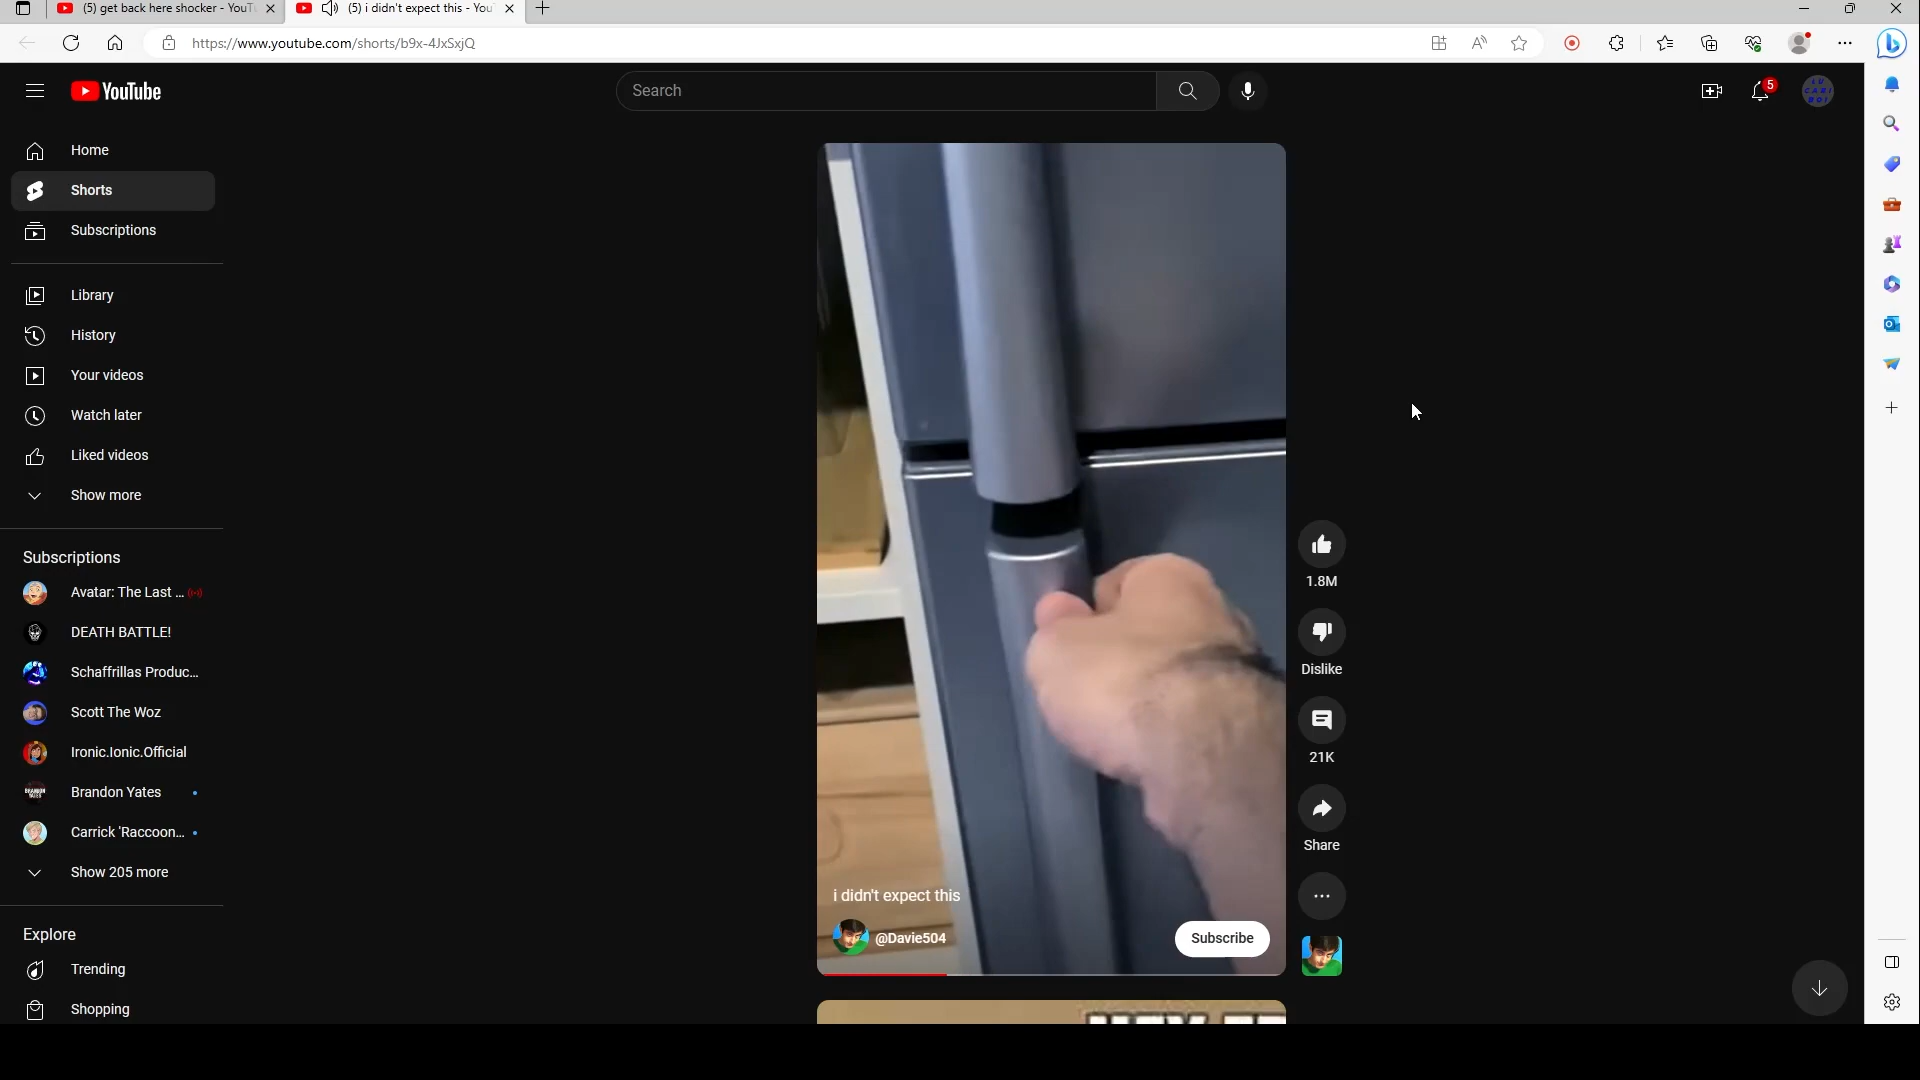 (5) get back here shocker - YouT
(5) i didn't expect this - You
https://www.youtube.com/shorts/b9x-4JxSxjQ
YouTube
Search
5
Home
Shorts
Subscriptions
Library
History
Your videos
Watch later
Liked videos
Show more
Subscriptions
Avatar: The Last ...
DEATH BATTLE!
Schaffrillas Produc...
Scott The Woz
Ironic.Ionic.Official
Brandon Yates
Carrick 'Raccoon...
Show 205 more
Explore
Trending
Shopping
1.8M
Dislike
21K
Share
i didn't expect this
@Davie504
Subscribe